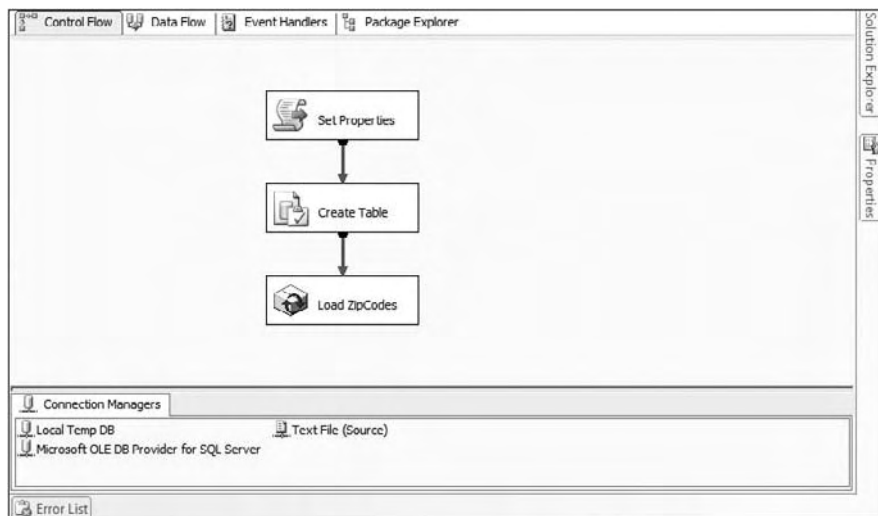 Control Flow
Data Flow
Event Handlers
Package Explorer
Solution Explorer
Properties
Set Properties
Create Table
Load ZipCodes
Connection Managers
Local Temp DB
Text File (Source)
Microsoft OLE DB Provider for SQL Server
Error List